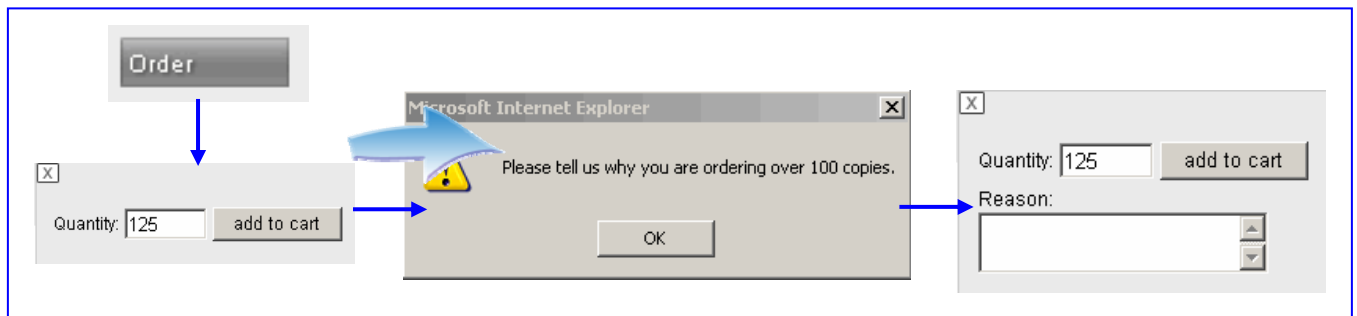 Order
X
Quantity: 125 add to cart
Microsoft Internet Explorer
Please tell us why you are ordering over 100 copies.
OK
X
Quantity: 125 add to cart
Reason: